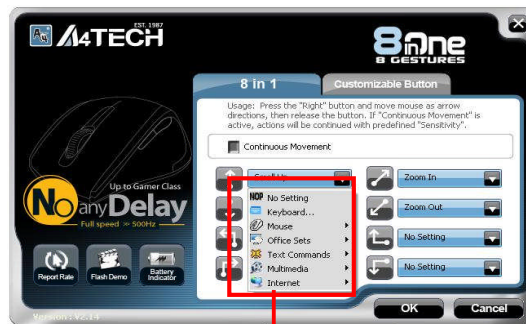 EST. 1987
A4TECH
8 in One
8 GESTURES
8 in 1
Customizable Button
Usage: Press the "Right" button and move mouse as arrow
directions, then release the button. If "Continuous Movement" is
active, actions will be continued with predefined "Sensitivity".
Continuous Movement
Scroll Up
Zoom In
NOP No Setting
Keyboard...
Zoom Out
Mouse
Office Sets
No Setting
Text Commands
Multimedia
No Setting
Internet
Up to Gamer Class
No any Delay
Full speed 500Hz
Report Rate
Flash Demo
Battery
Indicator
OK
Cancel
Version: V2.14